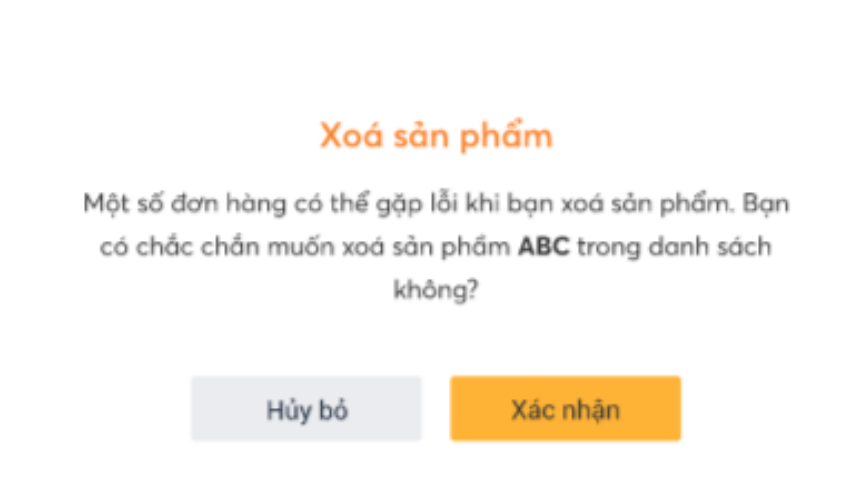 Xoá sản phẩm
Một số đơn hàng có thể gặp lỗi khi bạn xoá sản phẩm. Bạn
có chắc chắn muốn xoá sản phẩm ABC trong danh sách
không?
Hủy bỏ
Xác nhận